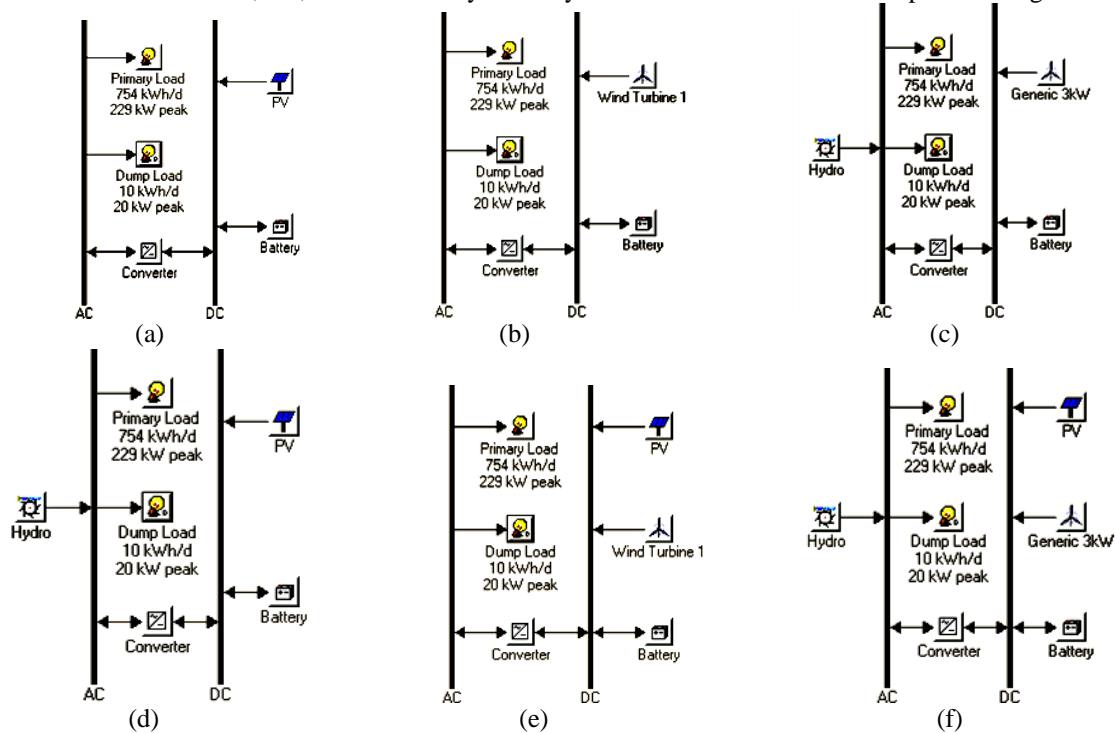 Primary Load
754 kWh/d
229 kW peak
PV
Dump Load
10 kWh/d
20 kW peak
Battery
Converter
AC
DC
(a)
Primary Load
754 kWh/d
229 kW peak
Wind Turbine 1
Dump Load
10 kWh/d
20 kW peak
Battery
Converter
AC
DC
(b)
Primary Load
754 kWh/d
229 kW peak
Generic 3kW
Hydro
Dump Load
10 kWh/d
20 kW peak
Battery
Converter
AC
DC
(c)
Primary Load
754 kWh/d
229 kW peak
PV
Hydro
Dump Load
10 kWh/d
20 kW peak
Battery
Converter
AC
DC
(d)
Primary Load
754 kWh/d
229 kW peak
PV
Dump Load
10 kWh/d
20 kW peak
Wind Turbine 1
Converter
Battery
AC
DC
(e)
Primary Load
754 kWh/d
229 kW peak
PV
Hydro
Dump Load
10 kWh/d
20 kW peak
Generic 3kW
Converter
Battery
AC
DC
(f)